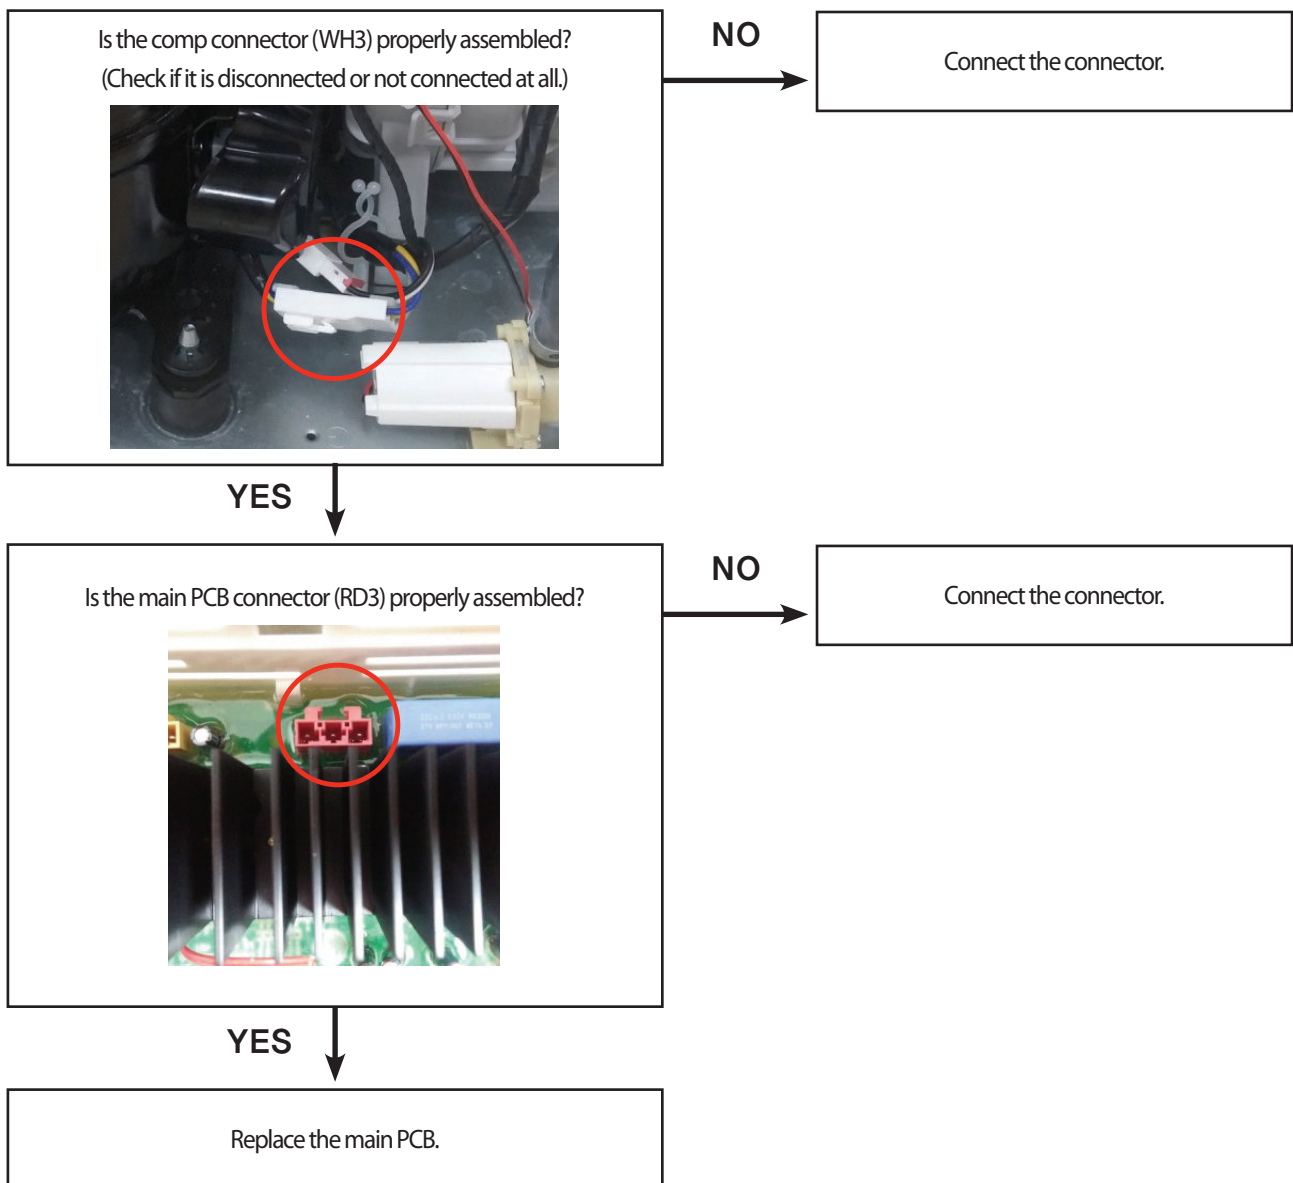 Is the comp connector (WH3) properly assembled?
(Check if it is disconnected or not connected at all.)
NO
Connect the connector.
YES
Is the main PCB connector (RD3) properly assembled?
NO
Connect the connector.
YES
Replace the main PCB.